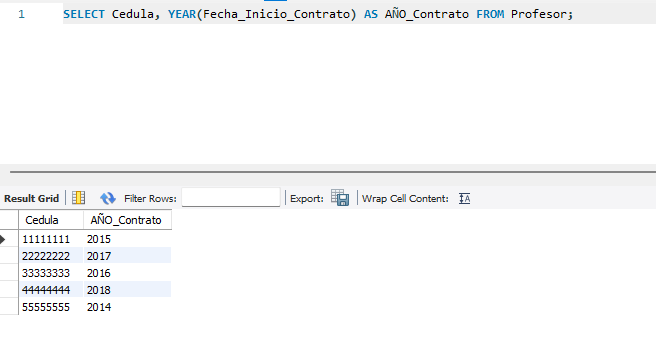 1 SELECT Cedula, YEAR(Fecha_Inicio_Contrato) AS AÑO_Contrato FROM Profesor;
Result Grid Filter Rows: Export: Wrap Cell Content: IA
Cedula AÑO_Contrato
11111111 2015
22222222 2017
33333333 2016
44444444 2018
55555555 2014